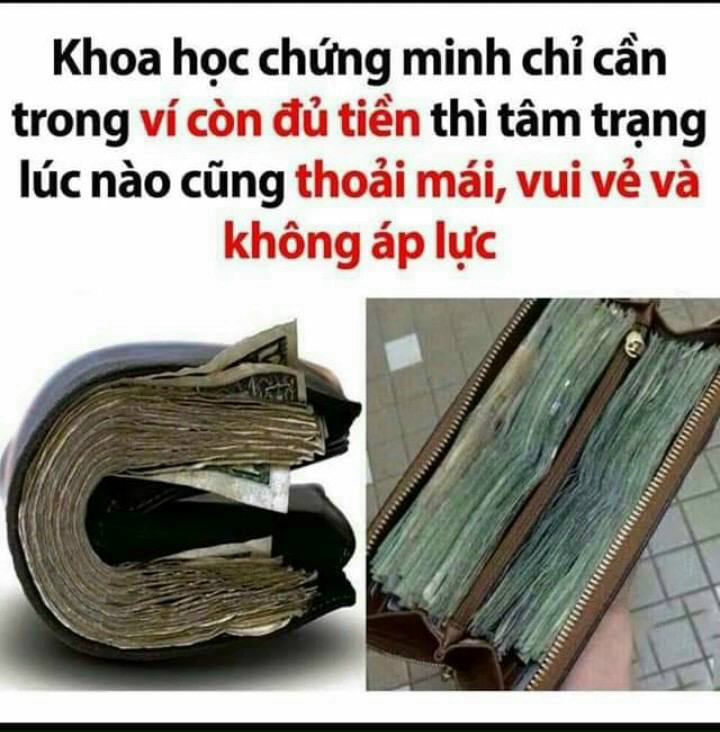 Khoa học chứng minh chỉ cần
trong ví còn đủ tiền thì tâm trạng
lúc nào cũng thoải mái, vui vẻ và
không áp lực